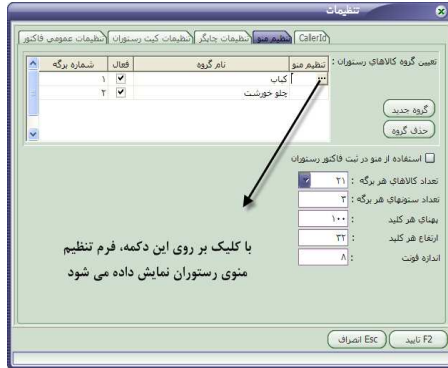 تنظیمات
CallerId تنظیم منو تنظیمات چاپگر تنظیمات کیت رستوران تنظیمات عمومی فاکتور
تعیین گروه کالاهای رستوران :
تنظیم منو نام گروه فعال شماره برگه
... کباب ۱
چلو خورشت ۲
گروه جدید
حذف گروه
استفاده از منو در ثبت فاکتور رستوران
تعداد کالاهای هر برگه : ۲۱
تعداد ستونهای هر برگه : ۳
پهنای هر کلید : ۱۰۰
ارتفاع هر کلید : ۳۲
اندازه فونت : ۸
با کلیک بر روی این دکمه، فرم تنظیم
منوی رستوران نمایش داده می شود
F2 تایید Esc انصراف